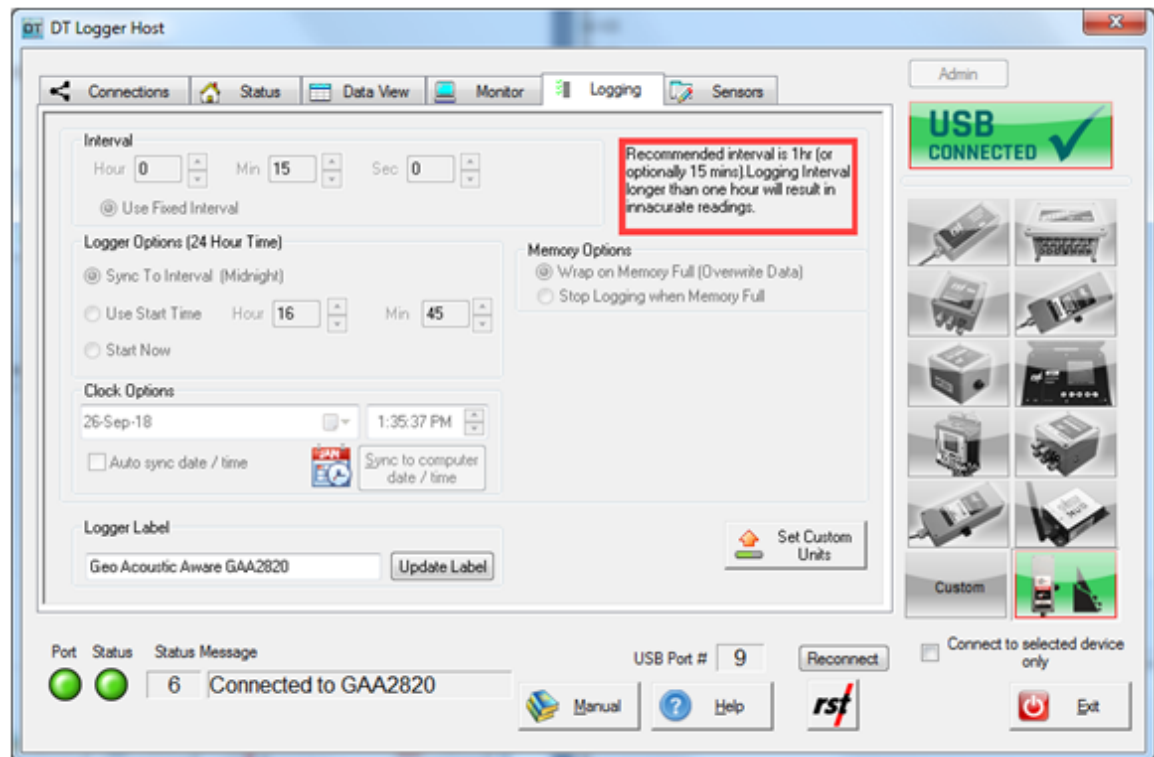 DT DT Logger Host
Connections Status Data View Monitor Logging Sensors
Admin
USB
CONNECTED
Interval
Hour 0 Min 15 Sec 0
Use Fixed Interval
Recommended interval is 1hr (or
optionally 15 mins).Logging Interval
longer than one hour will result in
innacurate readings.
Logger Options (24 Hour Time)
Sync To Interval (Midnight)
Use Start Time Hour 16 Min 45
Start Now
Memory Options
Wrap on Memory Full (Overwrite Data)
Stop Logging when Memory Full
Clock Options
26-Sep-18 1:35:37 PM
Auto sync date / time
JAN
Sync to computer
date / time
Logger Label
Geo Acoustic Aware GAA2820 Update Label
Set Custom
Units
Custom
Port Status Status Message
6 Connected to GAA2820
USB Port # 9 Reconnect
Connect to selected device
only
Manual Help rst Exit